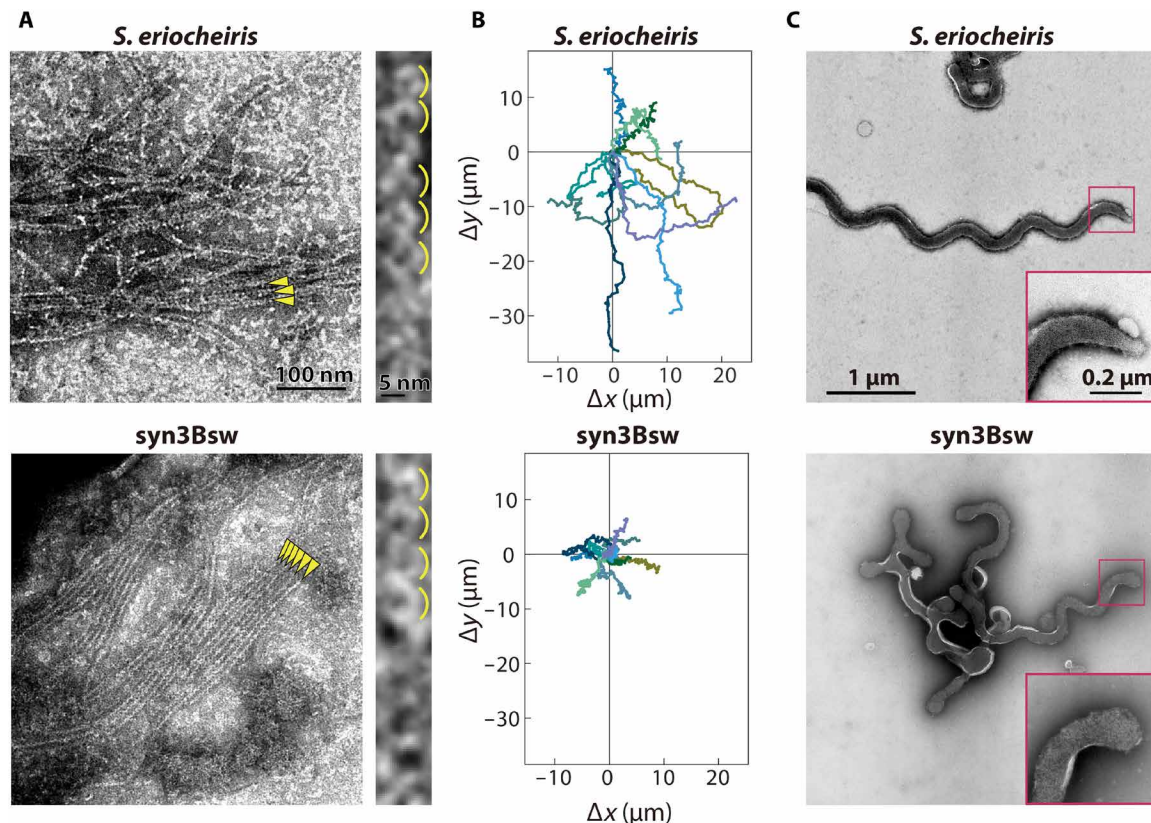 A
S. eriocheiris
100 nm
5 nm
B
S. eriocheiris
10
0
−10
−20
−30
Δy (μm)
−10 0 10 20
Δx (μm)
C
S. eriocheiris
1 μm
0.2 μm
syn3Bsw
syn3Bsw
10
0
−10
−20
−30
Δy (μm)
−10 0 10 20
Δx (μm)
syn3Bsw